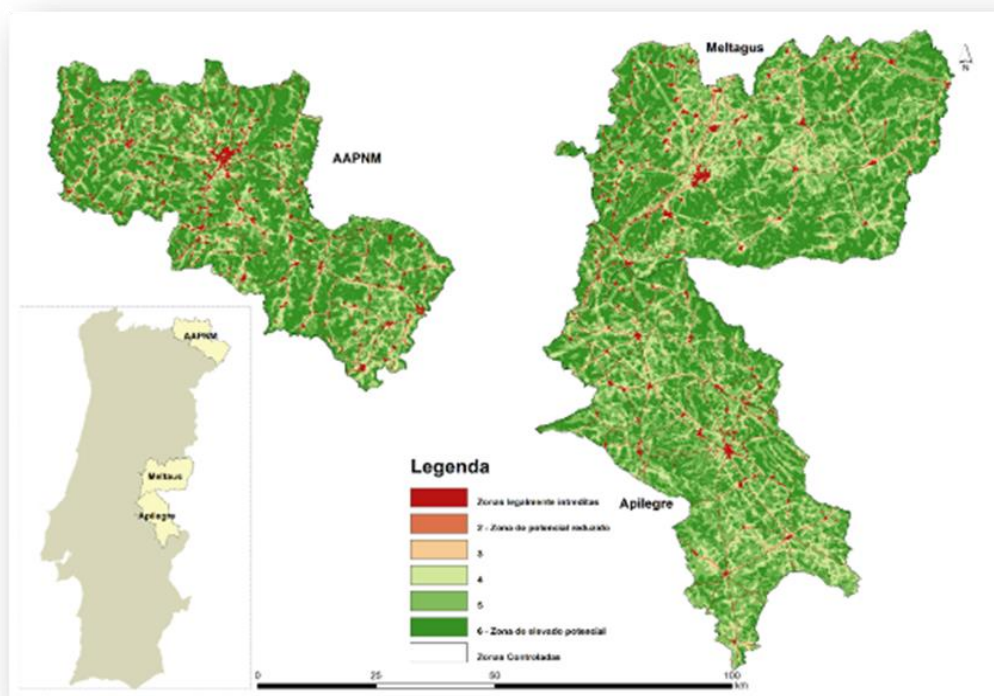 Meltagus
N
AAPNM
AAPNM
Meltaus
Apilegre
Apilegre
Legenda
Zonas legalmente intreditas
2 - Zona de potencial reduzido
3
4
5
6 - Zona de elevado potencial
Zonas Controladas
0 25 50 100
km